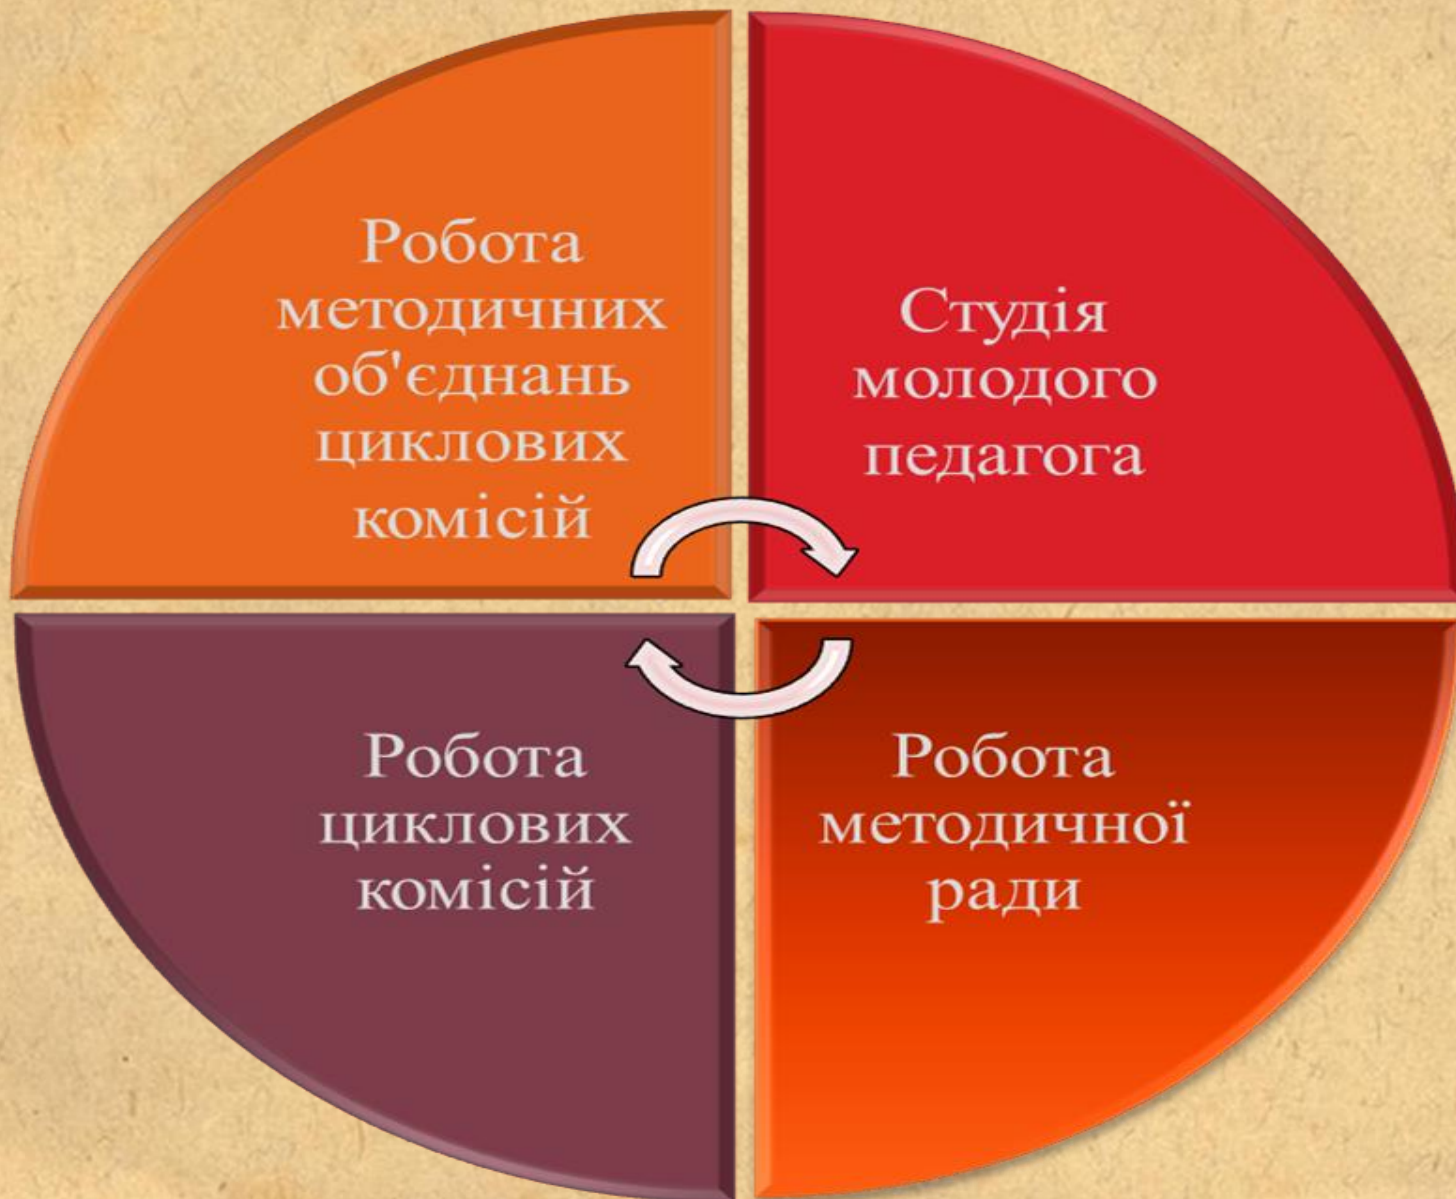 Робота
методичних
об'єднань
циклових
комісій
Студія
молодого
педагога
Робота
циклових
комісій
Робота
методичної
ради